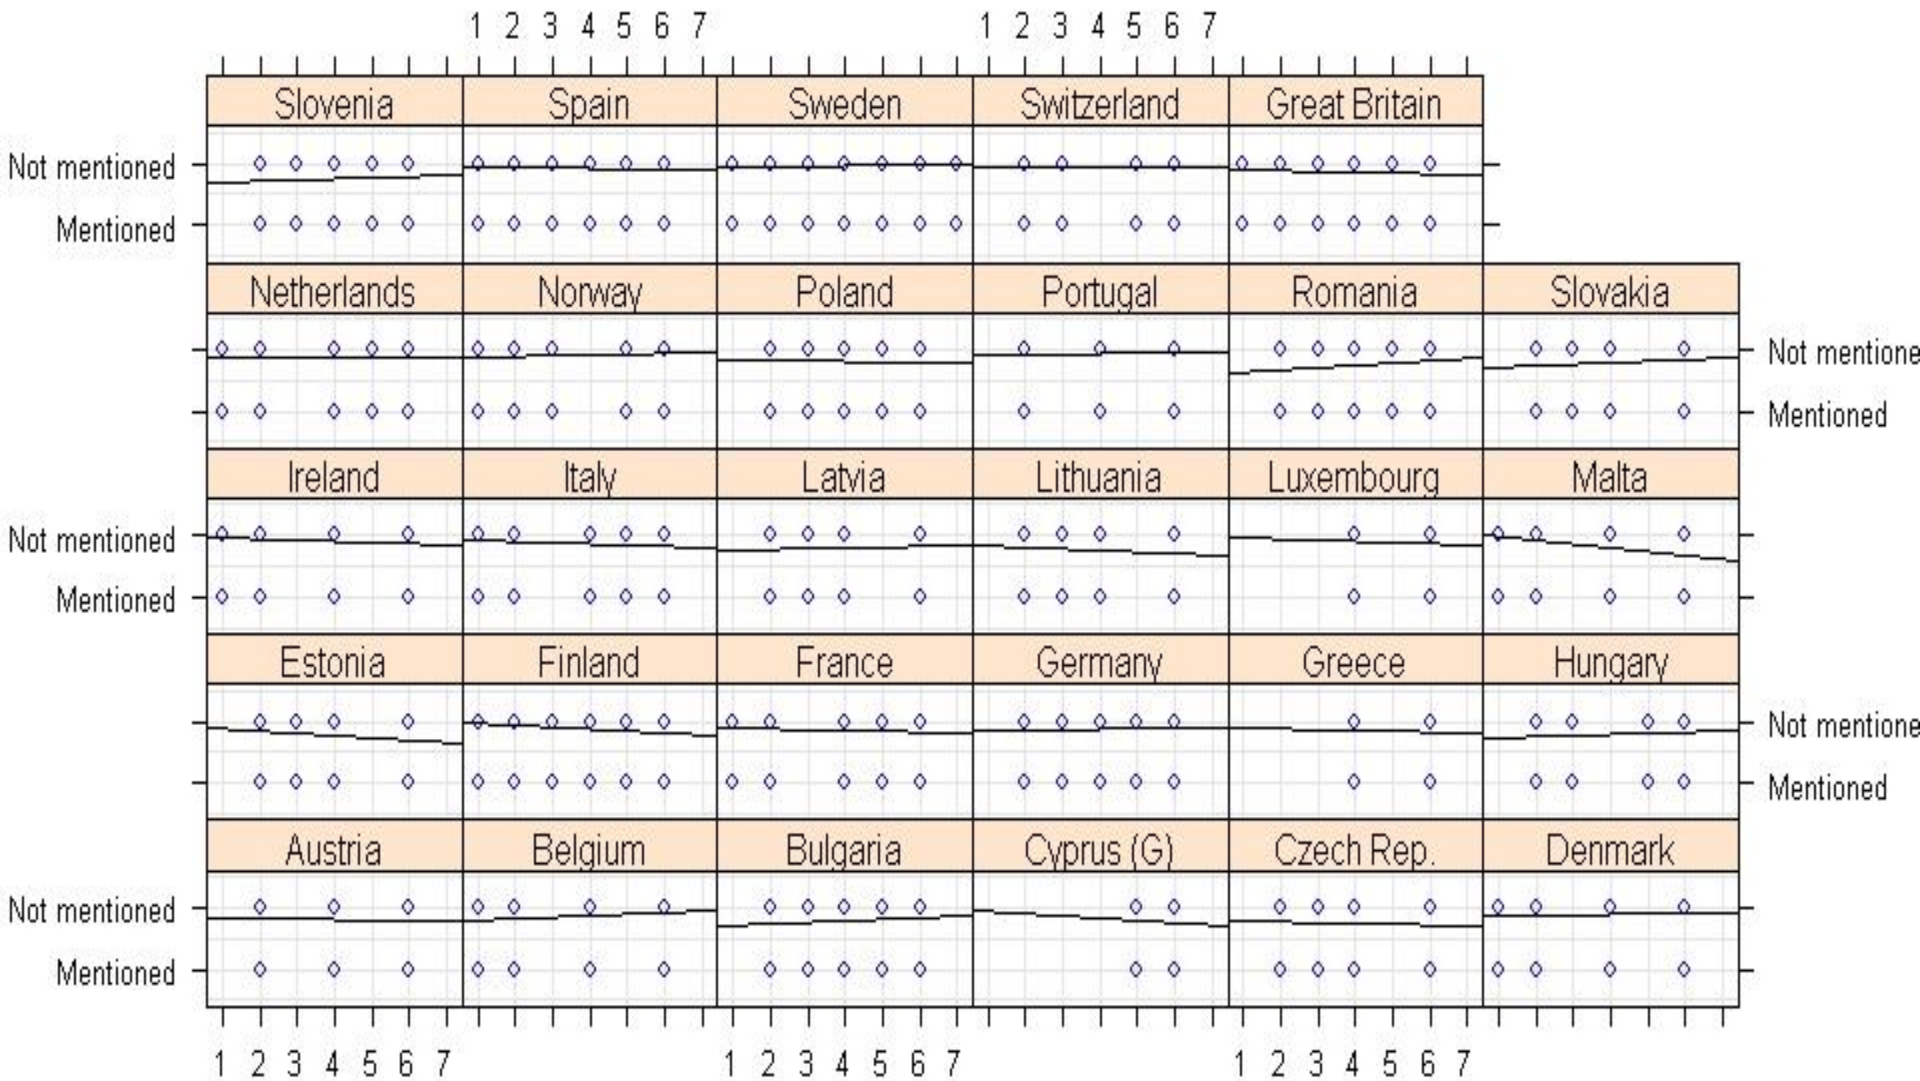 1 2 3 4 5 6 7 1 2 3 4 5 6 7
Slovenia Spain Sweden Switzerland Great Britain
Not mentioned
Mentioned
Netherlands Norway Poland Portugal Romania Slovakia
Not mentione
Mentioned
Ireland Italy Latvia Lithuania Luxembourg Malta
Not mentioned
Mentioned
Estonia Finland France Germany Greece Hungary
Not mentione
Mentioned
Austria Belgium Bulgaria Cyprus (G) Czech Rep. Denmark
Not mentioned
Mentioned
1 2 3 4 5 6 7 1 2 3 4 5 6 7 1 2 3 4 5 6 7